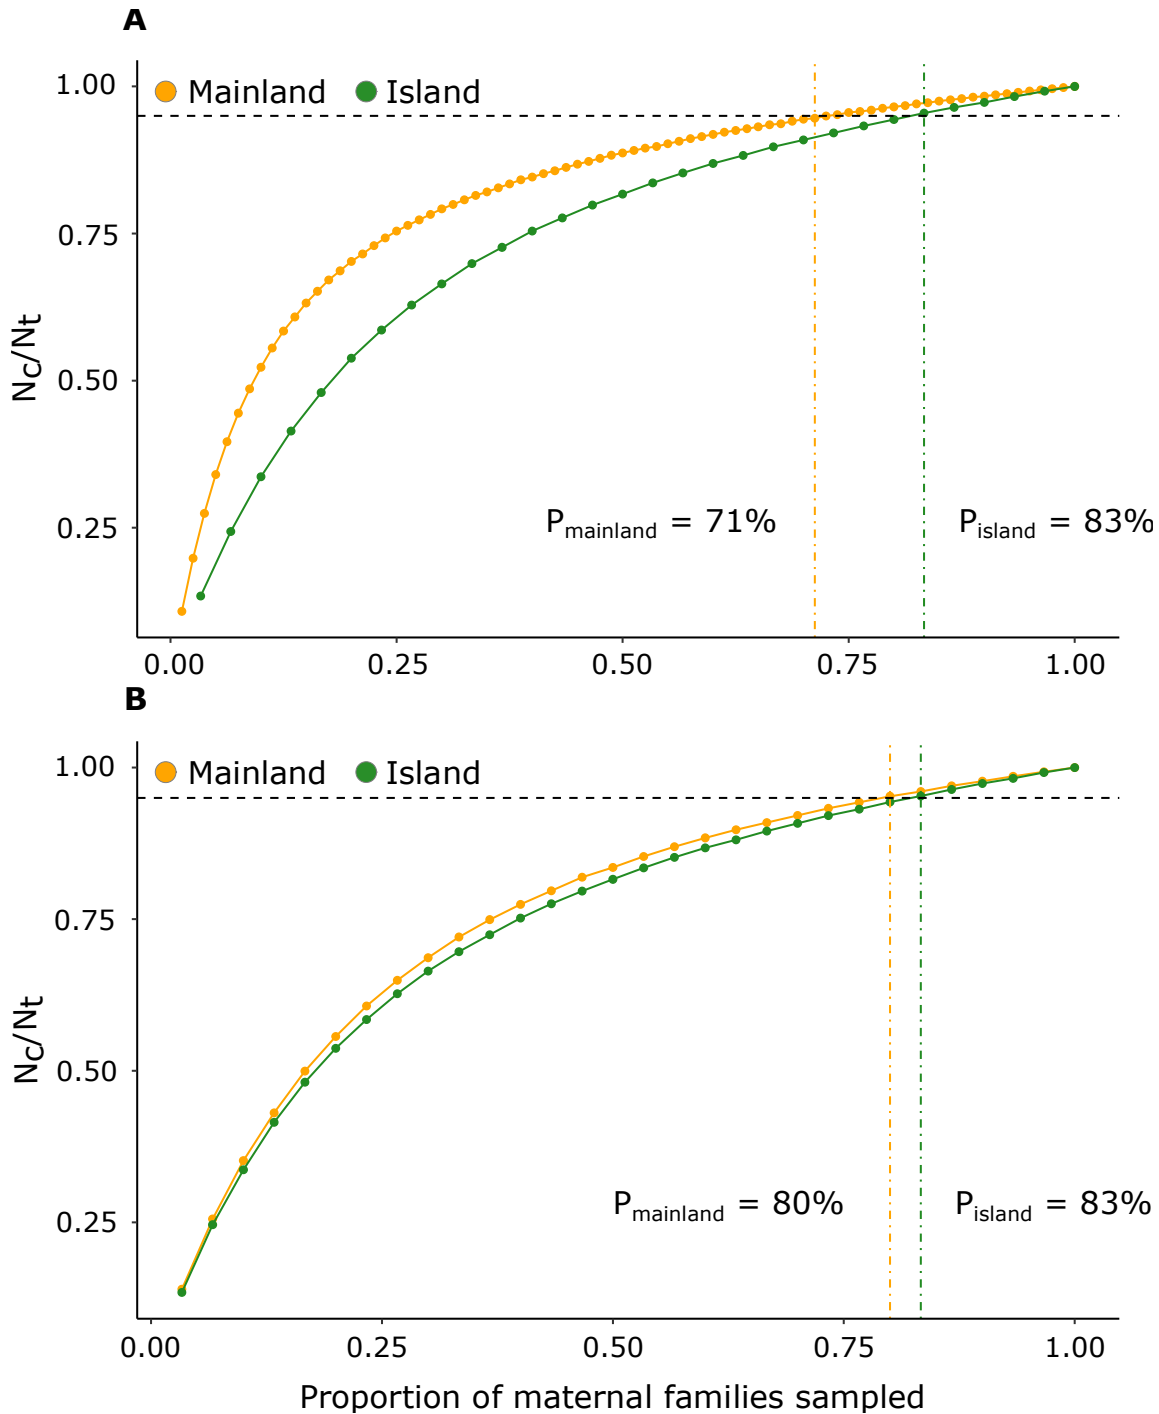 A
Mainland Island
1.00
0.75
0.50
0.25
Nc/Nt
Pmainland = 71%
Pisland = 83%
0.00 0.25 0.50 0.75 1.00
B
Mainland Island
1.00
0.75
0.50
0.25
Nc/Nt
Pmainland = 80%
Pisland = 83%
0.00 0.25 0.50 0.75 1.00
Proportion of maternal families sampled